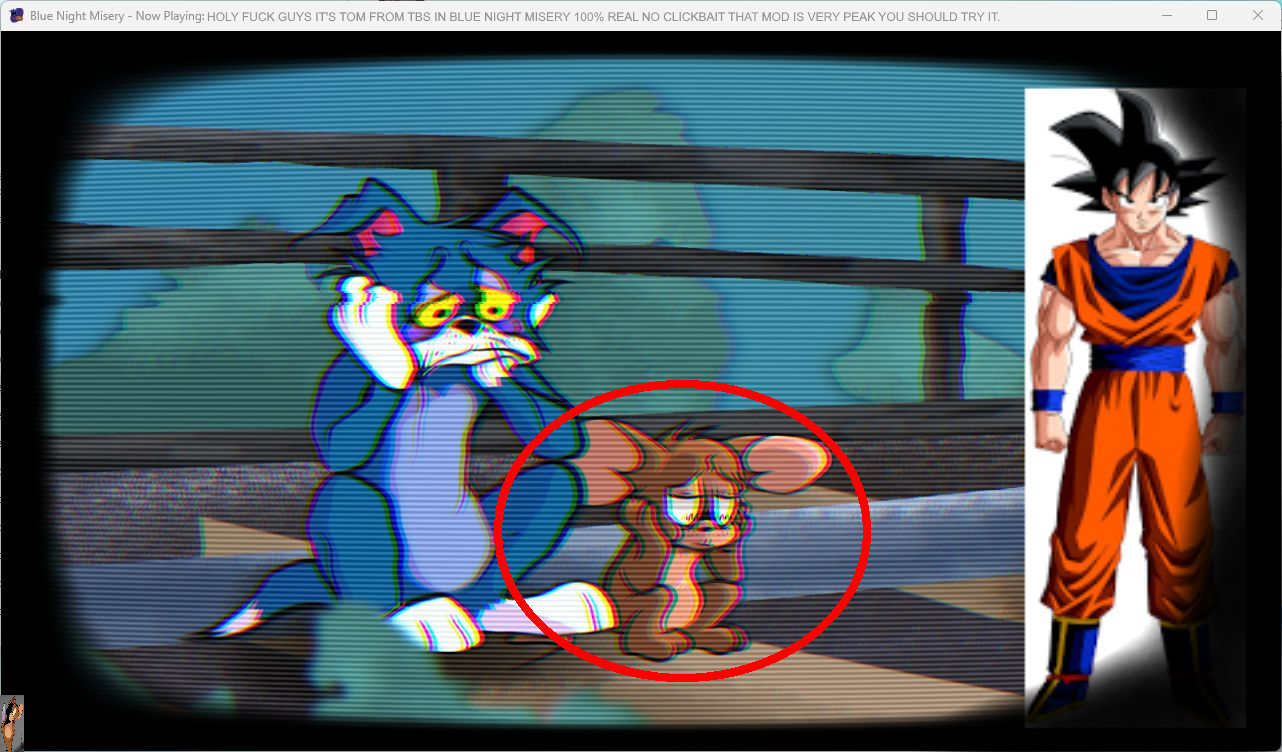 Blue Night Misery - Now Playing: HOLY FUCK GUYS IT'S TOM FROM TBS IN BLUE NIGHT MISERY 100% REAL NO CLICKBAIT THAT MOD IS VERY PEAK YOU SHOULD TRY IT.